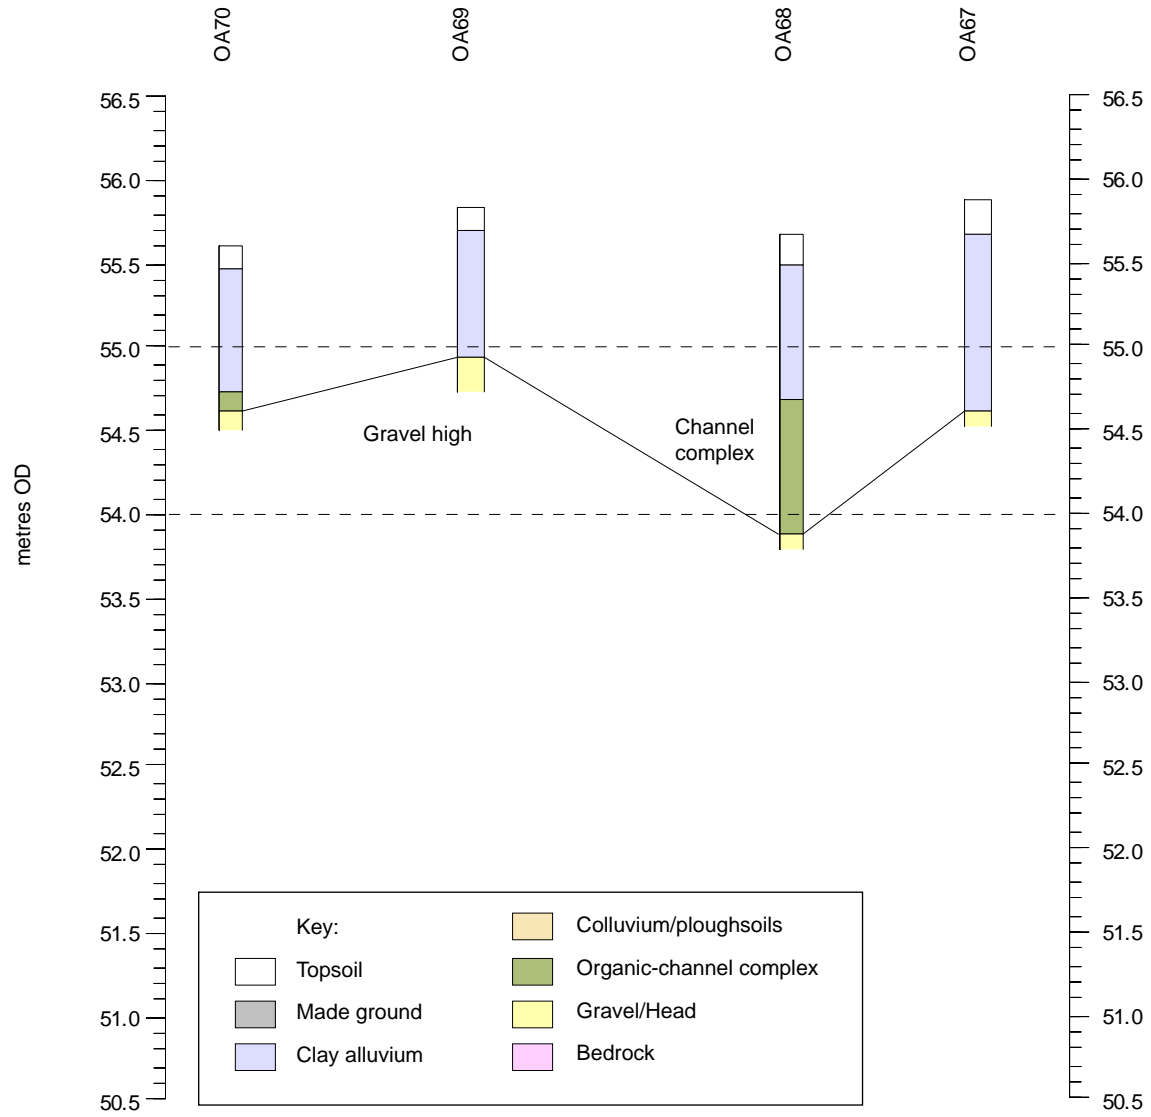 OA70
OA69
OA68
OA67
metres OD
56.5
56.0
55.5
55.0
54.5
54.0
53.5
53.0
52.5
52.0
51.5
51.0
50.5
Gravel high
Channel
complex
56.5
56.0
55.5
55.0
54.5
54.0
53.5
53.0
52.5
52.0
51.5
51.0
50.5
Key:
Topsoil
Made ground
Clay alluvium
Colluvium/ploughsoils
Organic-channel complex
Gravel/Head
Bedrock